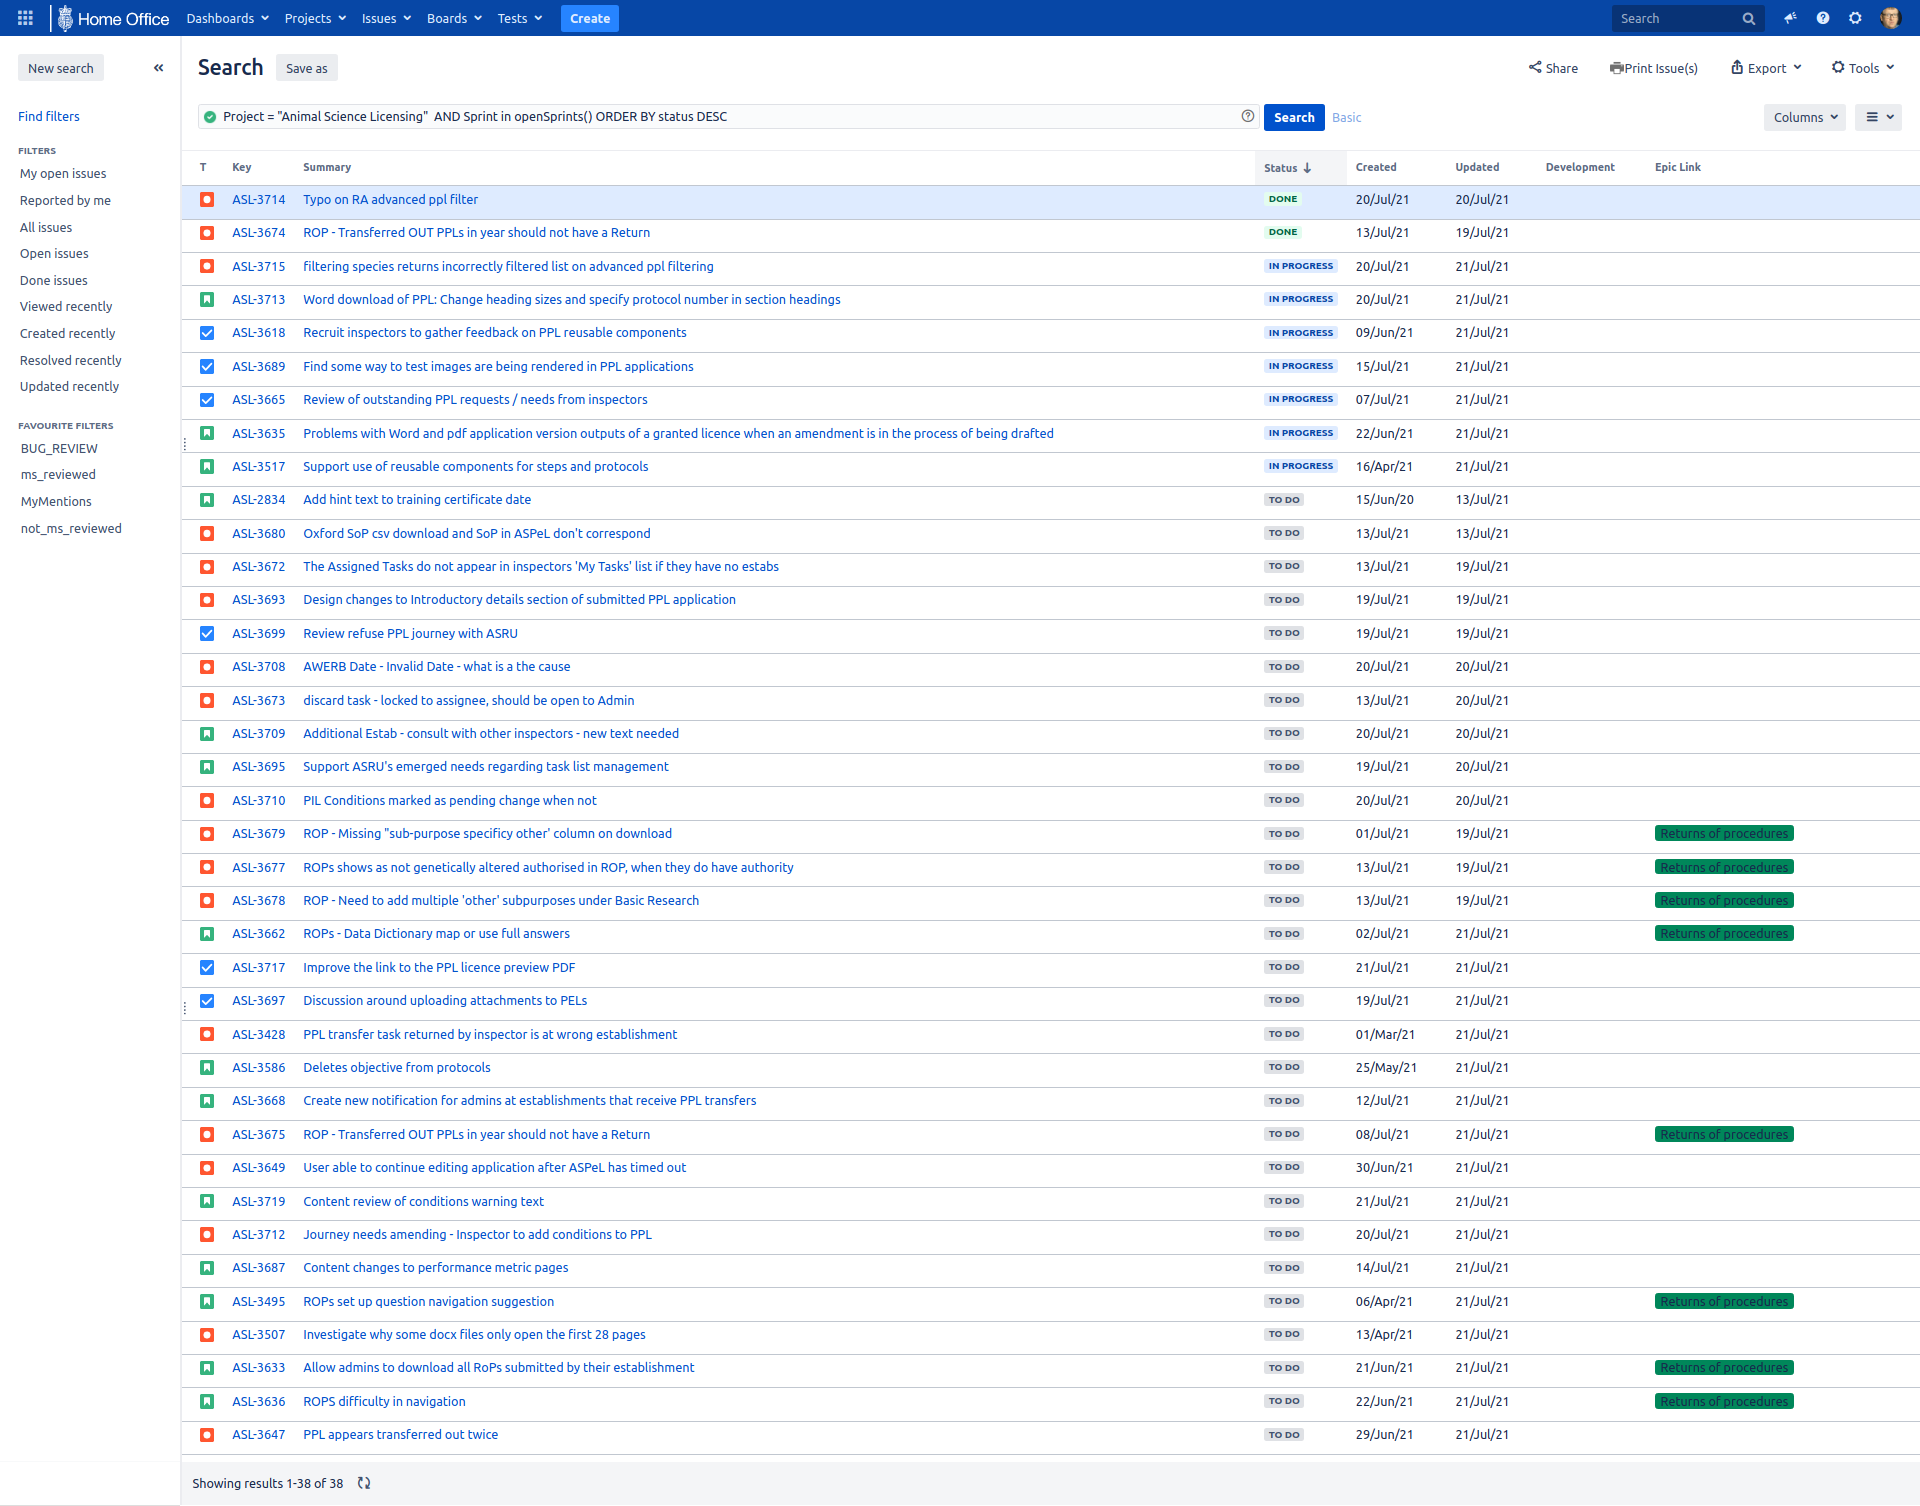 Home Office Dashboards Projects Issues Boards Tests Create Search
New search
Search Save as Share Print Issue(s) Export Tools
Find filters
Project = "Animal Science Licensing"  AND Sprint in openSprints() ORDER BY status DESC Search Basic Columns
FILTERS
My open issues
Reported by me
All issues
Open issues
Done issues
Viewed recently
Created recently
Resolved recently
Updated recently
FAVOURITE FILTERS
BUG_REVIEW
ms_reviewed
MyMentions
not_ms_reviewed
T Key Summary Status Created Updated Development Epic Link
ASL-3714 Typo on RA advanced ppl filter DONE 20/Jul/21 20/Jul/21
ASL-3674 ROP - Transferred OUT PPLs in year should not have a Return DONE 13/Jul/21 19/Jul/21
ASL-3715 filtering species returns incorrectly filtered list on advanced ppl filtering IN PROGRESS 20/Jul/21 21/Jul/21
ASL-3713 Word download of PPL: Change heading sizes and specify protocol number in section headings IN PROGRESS 20/Jul/21 21/Jul/21
ASL-3618 Recruit inspectors to gather feedback on PPL reusable components IN PROGRESS 09/Jun/21 21/Jul/21
ASL-3689 Find some way to test images are being rendered in PPL applications IN PROGRESS 15/Jul/21 21/Jul/21
ASL-3665 Review of outstanding PPL requests / needs from inspectors IN PROGRESS 07/Jul/21 21/Jul/21
ASL-3635 Problems with Word and pdf application version outputs of a granted licence when an amendment is in the process of being drafted IN PROGRESS 22/Jun/21 21/Jul/21
ASL-3517 Support use of reusable components for steps and protocols IN PROGRESS 16/Apr/21 21/Jul/21
ASL-2834 Add hint text to training certificate date TO DO 15/Jun/20 13/Jul/21
ASL-3680 Oxford SoP csv download and SoP in ASPeL don't correspond TO DO 13/Jul/21 13/Jul/21
ASL-3672 The Assigned Tasks do not appear in inspectors 'My Tasks' list if they have no estabs TO DO 13/Jul/21 19/Jul/21
ASL-3693 Design changes to Introductory details section of submitted PPL application TO DO 19/Jul/21 19/Jul/21
ASL-3699 Review refuse PPL journey with ASRU TO DO 19/Jul/21 19/Jul/21
ASL-3708 AWERB Date - Invalid Date - what is a the cause TO DO 20/Jul/21 20/Jul/21
ASL-3673 discard task - locked to assignee, should be open to Admin TO DO 13/Jul/21 20/Jul/21
ASL-3709 Additional Estab - consult with other inspectors - new text needed TO DO 20/Jul/21 20/Jul/21
ASL-3695 Support ASRU's emerged needs regarding task list management TO DO 19/Jul/21 20/Jul/21
ASL-3710 PIL Conditions marked as pending change when not TO DO 20/Jul/21 20/Jul/21
ASL-3679 ROP - Missing "sub-purpose specificy other' column on download TO DO 01/Jul/21 19/Jul/21 Returns of procedures
ASL-3677 ROPs shows as not genetically altered authorised in ROP, when they do have authority TO DO 13/Jul/21 19/Jul/21 Returns of procedures
ASL-3678 ROP - Need to add multiple 'other' subpurposes under Basic Research TO DO 13/Jul/21 19/Jul/21 Returns of procedures
ASL-3662 ROPs - Data Dictionary map or use full answers TO DO 02/Jul/21 21/Jul/21 Returns of procedures
ASL-3717 Improve the link to the PPL licence preview PDF TO DO 21/Jul/21 21/Jul/21
ASL-3697 Discussion around uploading attachments to PELs TO DO 19/Jul/21 21/Jul/21
ASL-3428 PPL transfer task returned by inspector is at wrong establishment TO DO 01/Mar/21 21/Jul/21
ASL-3586 Deletes objective from protocols TO DO 25/May/21 21/Jul/21
ASL-3668 Create new notification for admins at establishments that receive PPL transfers TO DO 12/Jul/21 21/Jul/21
ASL-3675 ROP - Transferred OUT PPLs in year should not have a Return TO DO 08/Jul/21 21/Jul/21 Returns of procedures
ASL-3649 User able to continue editing application after ASPeL has timed out TO DO 30/Jun/21 21/Jul/21
ASL-3719 Content review of conditions warning text TO DO 21/Jul/21 21/Jul/21
ASL-3712 Journey needs amending - Inspector to add conditions to PPL TO DO 20/Jul/21 21/Jul/21
ASL-3687 Content changes to performance metric pages TO DO 14/Jul/21 21/Jul/21
ASL-3495 ROPs set up question navigation suggestion TO DO 06/Apr/21 21/Jul/21 Returns of procedures
ASL-3507 Investigate why some docx files only open the first 28 pages TO DO 13/Apr/21 21/Jul/21
ASL-3633 Allow admins to download all RoPs submitted by their establishment TO DO 21/Jun/21 21/Jul/21 Returns of procedures
ASL-3636 ROPS difficulty in navigation TO DO 22/Jun/21 21/Jul/21 Returns of procedures
ASL-3647 PPL appears transferred out twice TO DO 29/Jun/21 21/Jul/21
Showing results 1-38 of 38